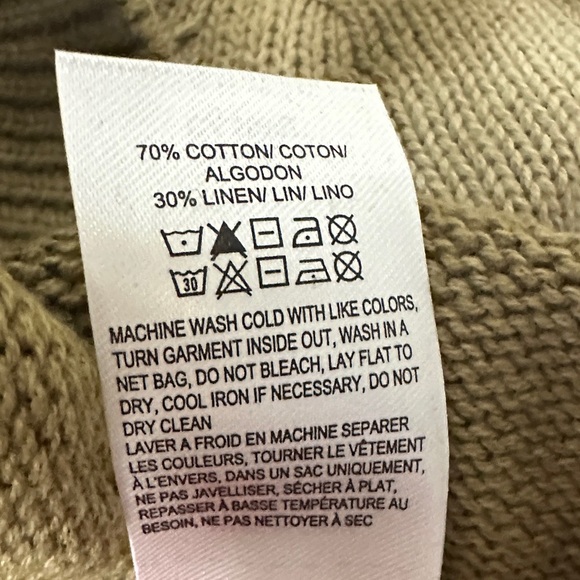 70% COTTON/ COTON/
ALGODON
30% LINEN/ LIN/ LINO
30
MACHINE WASH COLD WITH LIKE COLORS,
TURN GARMENT INSIDE OUT, WASH IN A
NET BAG, DO NOT BLEACH, LAY FLAT TO
DRY, COOL IRON IF NECESSARY, DO NOT
DRY CLEAN
LAVER A FROID EN MACHINE SEPARER
LES COULEURS, TOURNER LE VÊTEMENT
À L'ENVERS, DANS UN SAC UNIQUEMENT,
NE PAS JAVELLISER, SÉCHER À PLAT,
REPASSER À BASSE TEMPÉRATURE AU
BESOIN, NE PAS NETTOYER À SEC